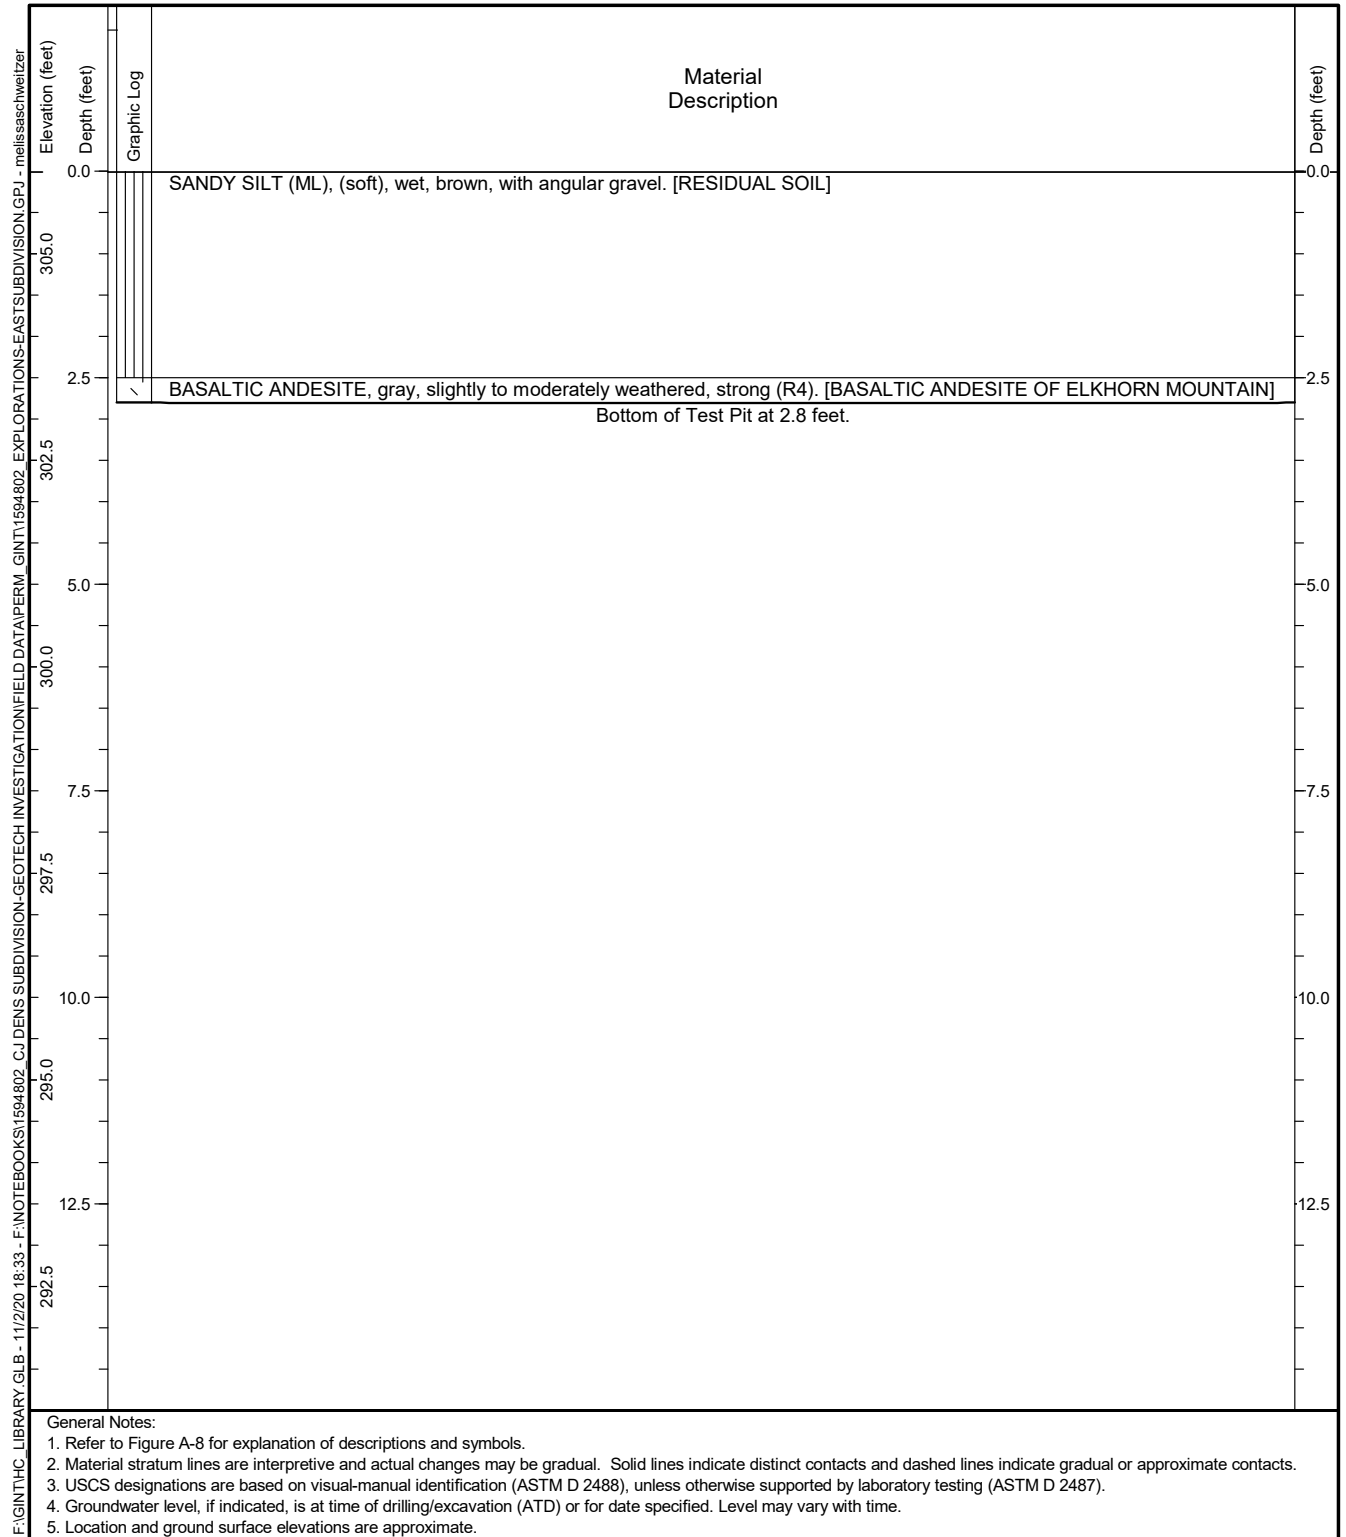 F:\GINT\HC_LIBRARY.GLB - 11/2/20 18:33 - F:\NOTEBOOKS\1594802_CJ DENS SUBDIVISION-GEOTECH INVESTIGATION\FIELD DATA\PERM_GINT\1594802_EXPLORATIONS-EASTSUBDIVISION.GPJ - melissaschweitzer
Elevation (feet)
Depth (feet)
Graphic Log
Material
Description
Depth (feet)
0.0
SANDY SILT (ML), (soft), wet, brown, with angular gravel. [RESIDUAL SOIL]
0.0
305.0
2.5
BASALTIC ANDESITE, gray, slightly to moderately weathered, strong (R4). [BASALTIC ANDESITE OF ELKHORN MOUNTAIN]
2.5
Bottom of Test Pit at 2.8 feet.
302.5
5.0
5.0
300.0
7.5
7.5
297.5
10.0
10.0
295.0
12.5
12.5
292.5
General Notes:
1. Refer to Figure A-8 for explanation of descriptions and symbols.
2. Material stratum lines are interpretive and actual changes may be gradual.  Solid lines indicate distinct contacts and dashed lines indicate gradual or approximate contacts.
3. USCS designations are based on visual-manual identification (ASTM D 2488), unless otherwise supported by laboratory testing (ASTM D 2487).
4. Groundwater level, if indicated, is at time of drilling/excavation (ATD) or for date specified. Level may vary with time.
5. Location and ground surface elevations are approximate.